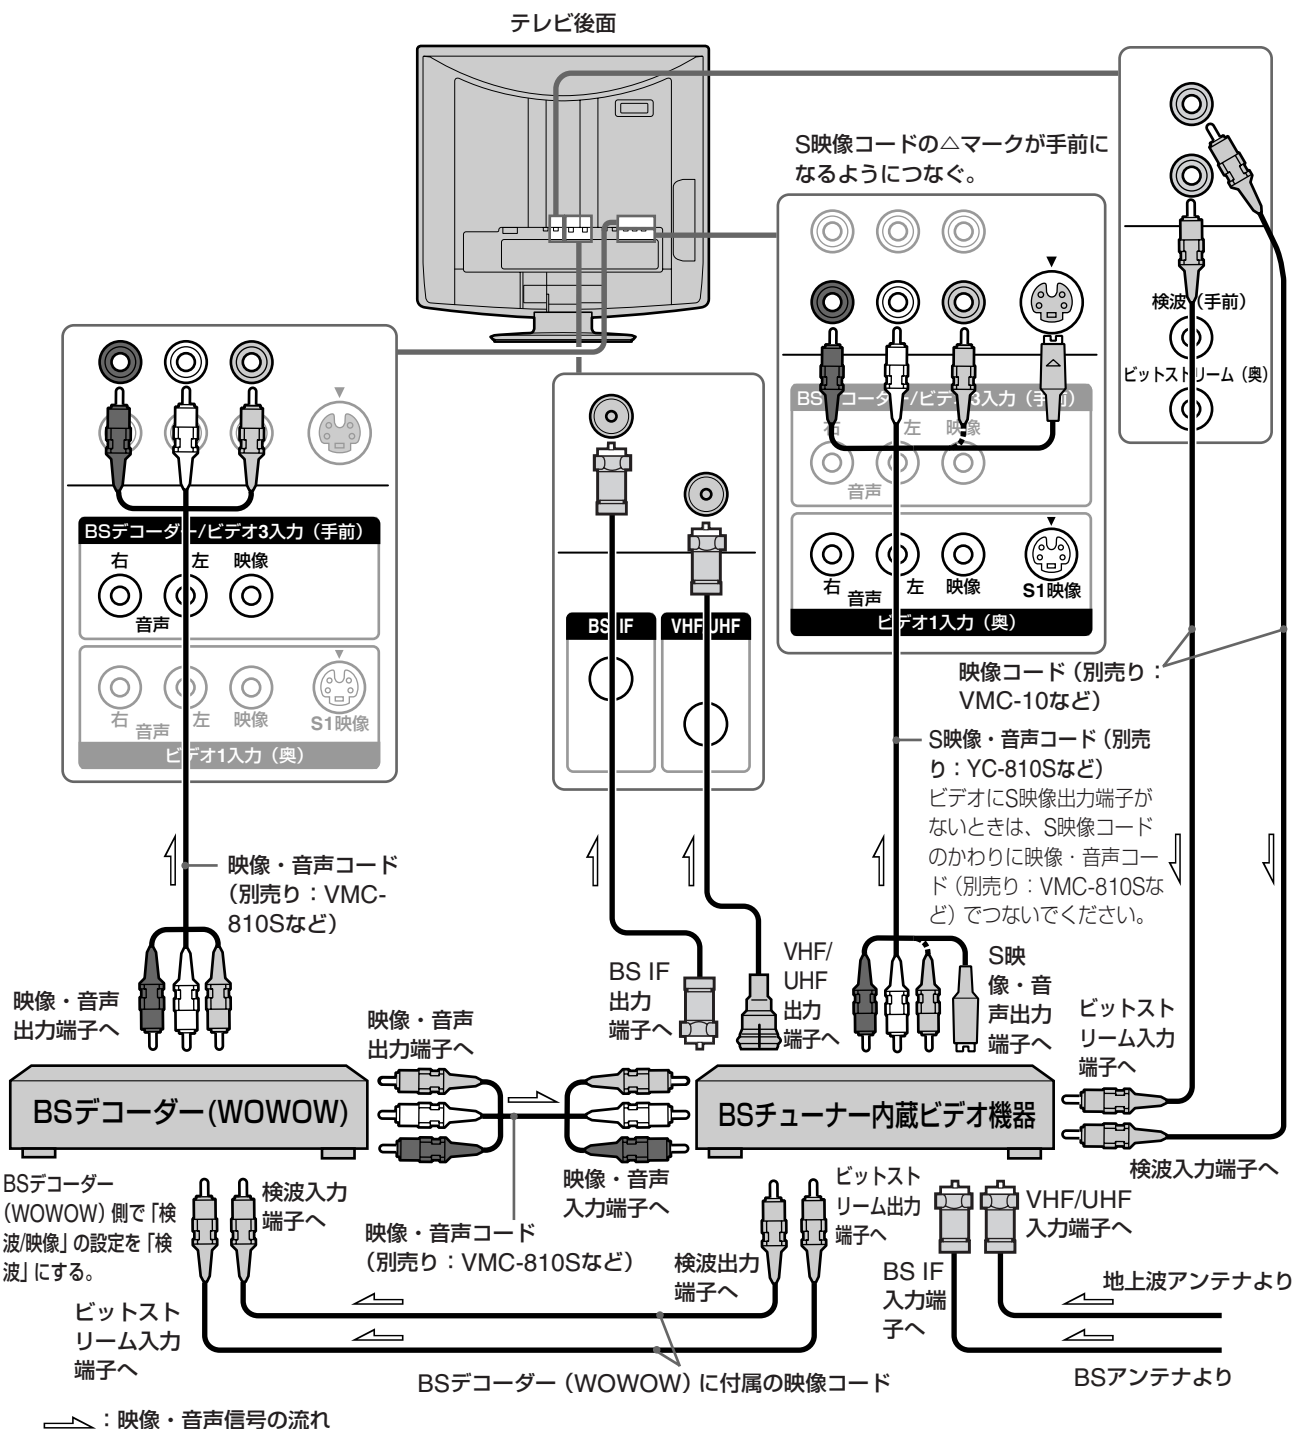 テレビ後面
S映像コードの△マークが手前に
なるようにつなぐ。
検波（手前）
ビットストリーム（奥）
BSデコーダー/ビデオ3入力（手前）
右
左
映像
音声
右
音声
左
映像
S1映像
ビデオ1入力（奥）
BS IF
VHF/UHF
BSデコーダー/ビデオ3入力（手前）
右
左
映像
音声
右
音声
左
映像
S1映像
ビデオ1入力（奥）
映像コード（別売り：
VMC-10など）
S映像・音声コード（別売
り：YC-810Sなど）
ビデオにS映像出力端子が
ないときは、S映像コード
のかわりに映像・音声コー
ド（別売り：VMC-810Sな
ど）でつないでください。
映像・音声コード
（別売り：VMC-
810Sなど）
映像・音声
出力端子へ
映像・音声
出力端子へ
BS IF
出力
端子へ
VHF/
UHF
出力
端子へ
S映
像・音
声出力
端子へ
ビットスト
リーム入力
端子へ
BSデコーダー(WOWOW)
BSチューナー内蔵ビデオ機器
検波入力端子へ
BSデコーダー
（WOWOW）側で「検
波/映像」の設定を「検
波」にする。
検波入力
端子へ
映像・音声
入力端子へ
映像・音声コード
（別売り：VMC-810Sなど）
ビットスト
リーム出力
端子へ
検波出力
端子へ
VHF/UHF
入力端子へ
BS IF
入力端
子へ
地上波アンテナより
ビットスト
リーム入力
端子へ
BSデコーダー（WOWOW）に付属の映像コード
BSアンテナより
：映像・音声信号の流れ